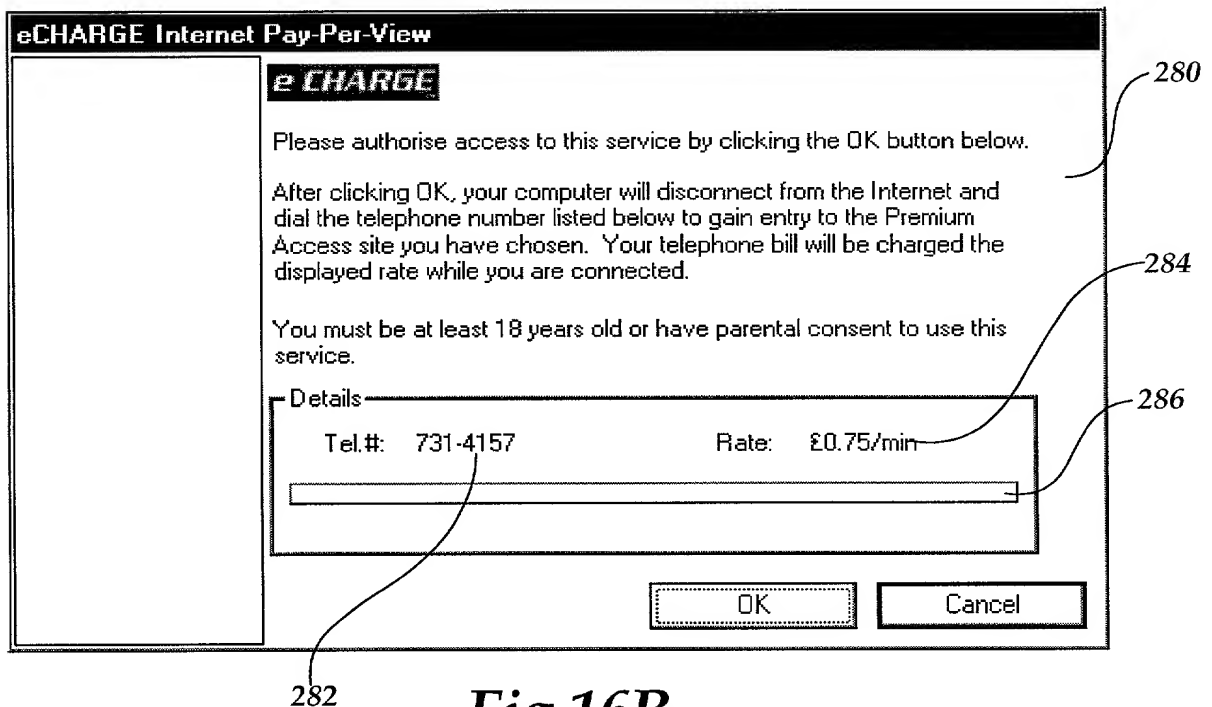 eCHARGE Internet Pay-Per-View
e CHARGE
280
Please authorise access to this service by clicking the OK button below.
After clicking OK, your computer will disconnect from the Internet and
dial the telephone number listed below to gain entry to the Premium
Access site you have chosen. Your telephone bill will be charged the
displayed rate while you are connected.
284
You must be at least 18 years old or have parental consent to use this
service.
Details
286
Tel.#: 731-4157 Rate: £0.75/min
OK Cancel
282
Fig.16B